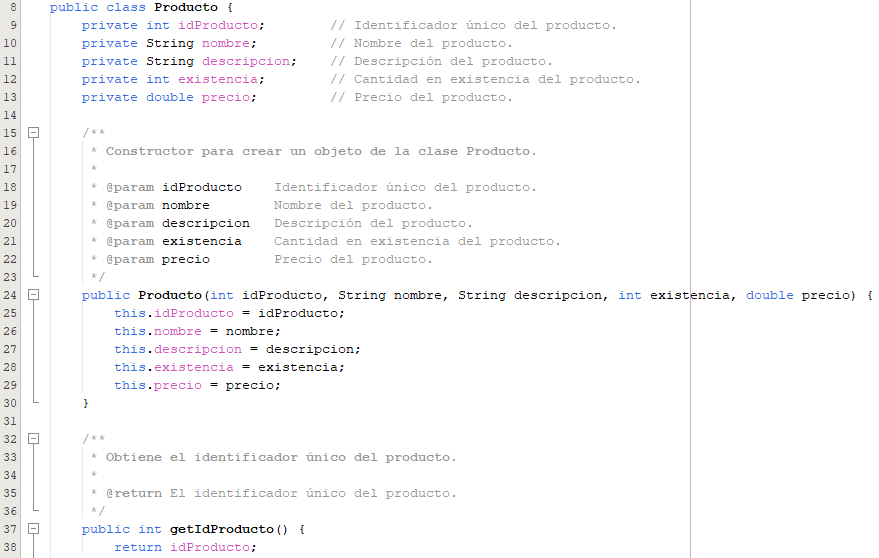 8 public class Producto {
9 private int idProducto; // Identificador único del producto.
10 private String nombre; // Nombre del producto.
11 private String descripcion; // Descripción del producto.
12 private int existencia; // Cantidad en existencia del producto.
13 private double precio; // Precio del producto.
14
15 /**
16 * Constructor para crear un objeto de la clase Producto.
17 *
18 * @param idProducto Identificador único del producto.
19 * @param nombre Nombre del producto.
20 * @param descripcion Descripción del producto.
21 * @param existencia Cantidad en existencia del producto.
22 * @param precio Precio del producto.
23 */
24 public Producto(int idProducto, String nombre, String descripcion, int existencia, double precio) {
25 this.idProducto = idProducto;
26 this.nombre = nombre;
27 this.descripcion = descripcion;
28 this.existencia = existencia;
29 this.precio = precio;
30 }
31
32 /**
33 * Obtiene el identificador único del producto.
34 *
35 * @return El identificador único del producto.
36 */
37 public int getIdProducto() {
38 return idProducto;